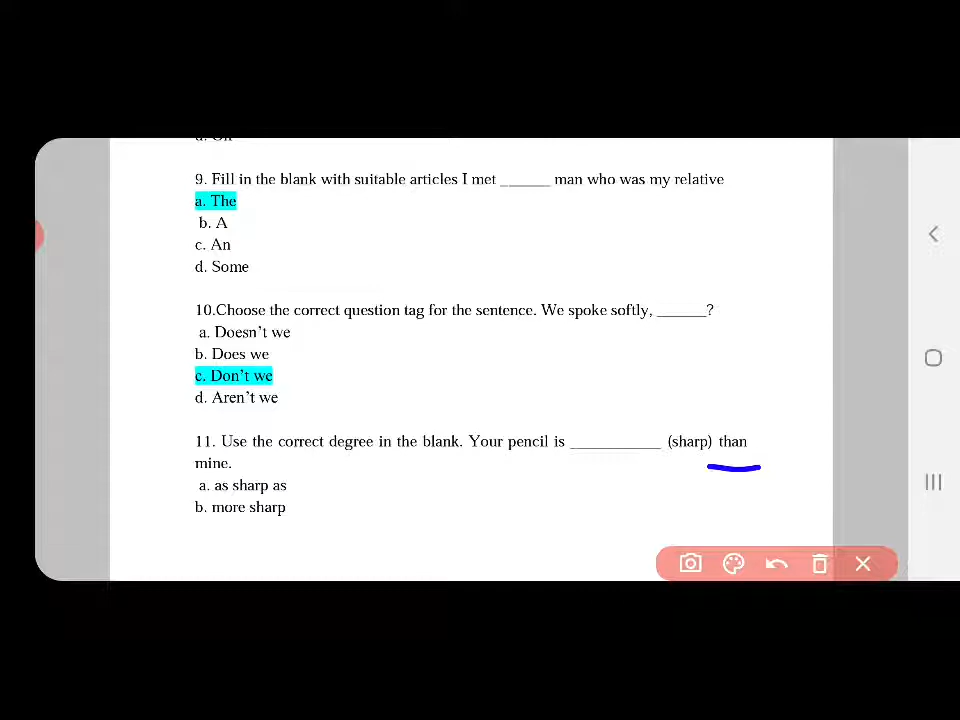 9. Fill in the blank with suitable articles I met ______ man who was my relative
a. The
b. A
c. An
d. Some
10.Choose the correct question tag for the sentence. We spoke softly, ______?
a. Doesn’t we
b. Does we
c. Don’t we
d. Aren’t we
11. Use the correct degree in the blank. Your pencil is ___________ (sharp) than
mine.
a. as sharp as
b. more sharp